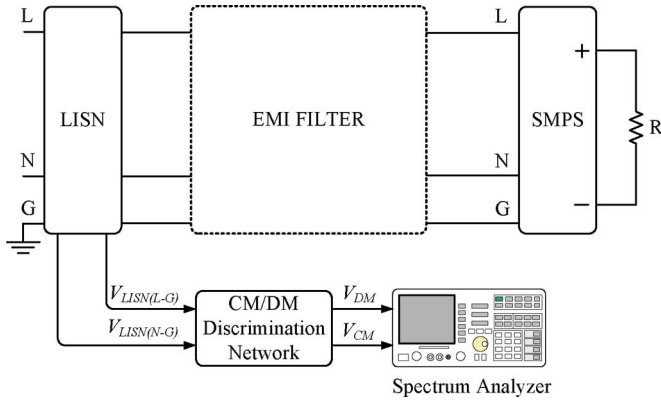 L
L
+
LISN
EMI FILTER
SMPS
R
N
N
−
G
G
V_LISN(L-G)
V_DM
CM/DM
Discrimination
Network
V_LISN(N-G)
V_CM
Spectrum Analyzer